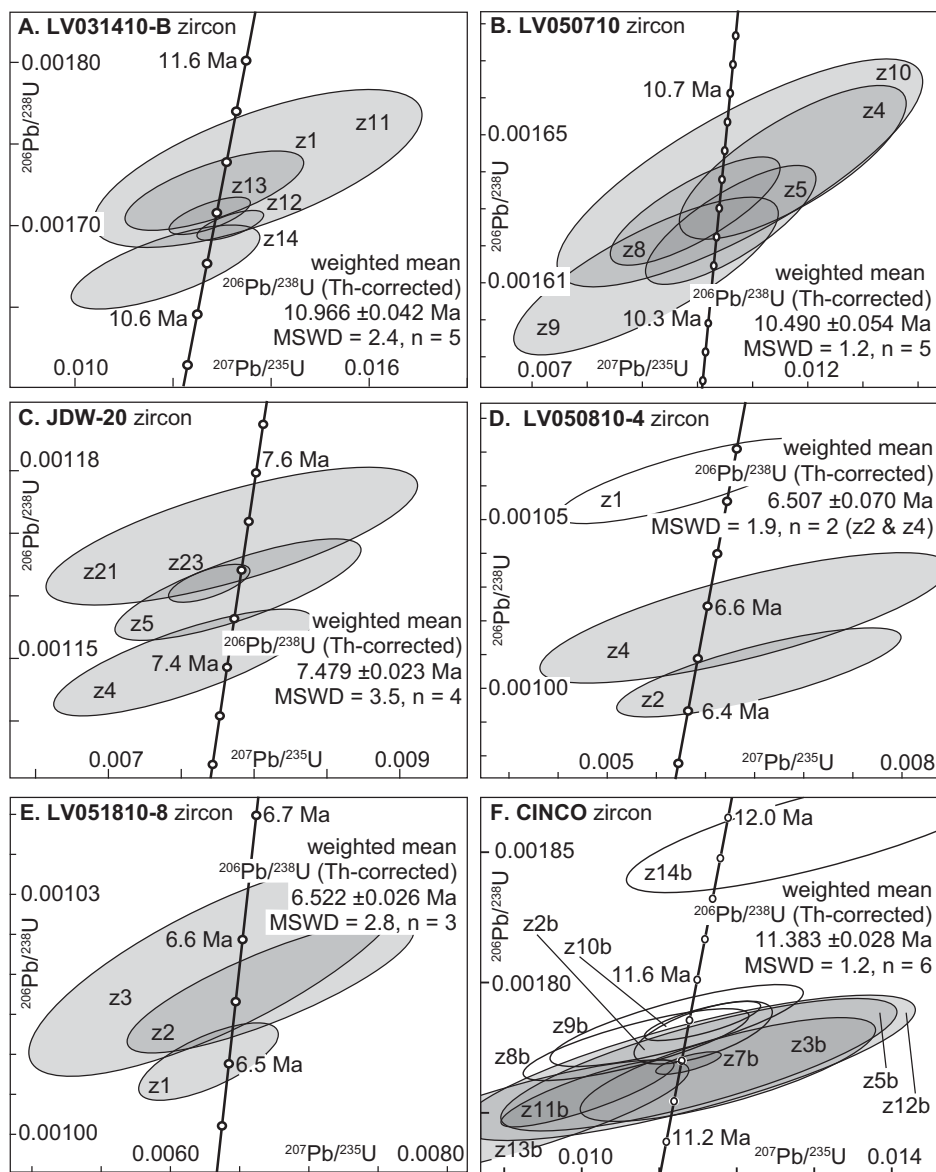 A. LV031410-B zircon
0.00180
11.6 Ma
206Pb/238U
z11
z1
z13
z12
0.00170
z14
weighted mean
206Pb/238U (Th-corrected)
10.966 ±0.042 Ma
MSWD = 2.4, n = 5
10.6 Ma
0.010
207Pb/235U
0.016
B. LV050710 zircon
10.7 Ma
z10
z4
0.00165
206Pb/238U
z5
z8
0.00161
weighted mean
206Pb/238U (Th-corrected)
10.490 ±0.054 Ma
MSWD = 1.2, n = 5
z9
10.3 Ma
0.007
207Pb/235U
0.012
C. JDW-20 zircon
0.00118
7.6 Ma
206Pb/238U
z21
z23
z5
0.00115
7.4 Ma
z4
weighted mean
206Pb/238U (Th-corrected)
7.479 ±0.023 Ma
MSWD = 3.5, n = 4
0.007
207Pb/235U
0.009
D. LV050810-4 zircon
weighted mean
206Pb/238U (Th-corrected)
6.507 ±0.070 Ma
MSWD = 1.9, n = 2 (z2 & z4)
z1
0.00105
206Pb/238U
6.6 Ma
z4
0.00100
z2
6.4 Ma
0.005
207Pb/235U
0.008
E. LV051810-8 zircon
6.7 Ma
weighted mean
206Pb/238U (Th-corrected)
6.522 ±0.026 Ma
MSWD = 2.8, n = 3
0.00103
206Pb/238U
6.6 Ma
z3
z2
z1
6.5 Ma
0.00100
0.0060
207Pb/235U
0.0080
F. CINCO zircon
12.0 Ma
0.00185
z14b
206Pb/238U
weighted mean
206Pb/238U (Th-corrected)
11.383 ±0.028 Ma
MSWD = 1.2, n = 6
z2b
z10b
11.6 Ma
0.00180
z9b
z8b
z7b
z3b
z5b
z12b
z11b
z13b
11.2 Ma
0.010
207Pb/235U
0.014